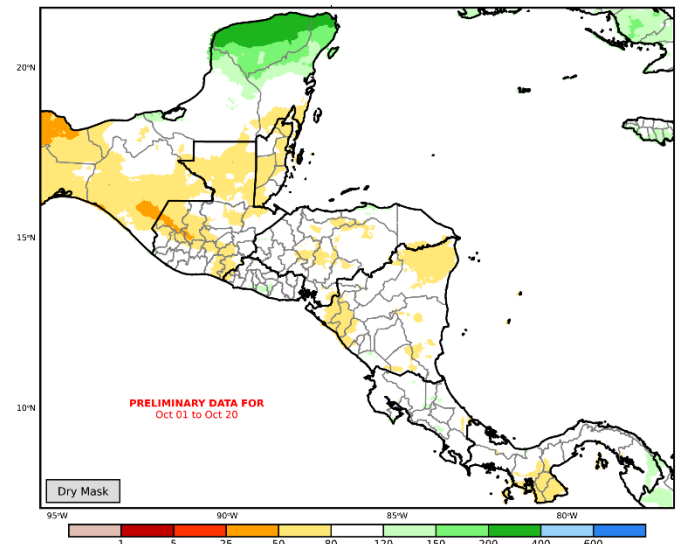 20°N
15°N
PRELIMINARY DATA FOR
Oct 01 to Oct 20
10°N
Dry Mask
95°W 90°W 85°W 80°W
1 5 25 50 80 120 150 200 400 600